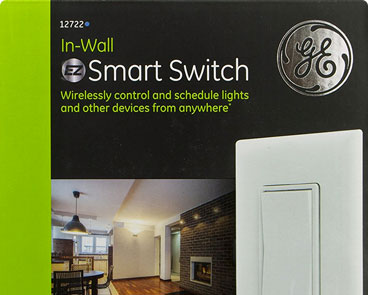 12722
In-Wall
EZ Smart Switch
Wirelessly control and schedule lights
and other devices from anywhere*
GE